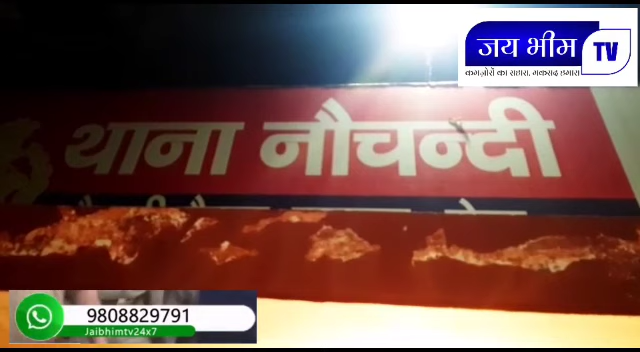 जय भीम TV
कमज़ोरों का सहारा, मकसद हमारा
थाना नौचन्दी
9808829791
Jaibhimtv24x7